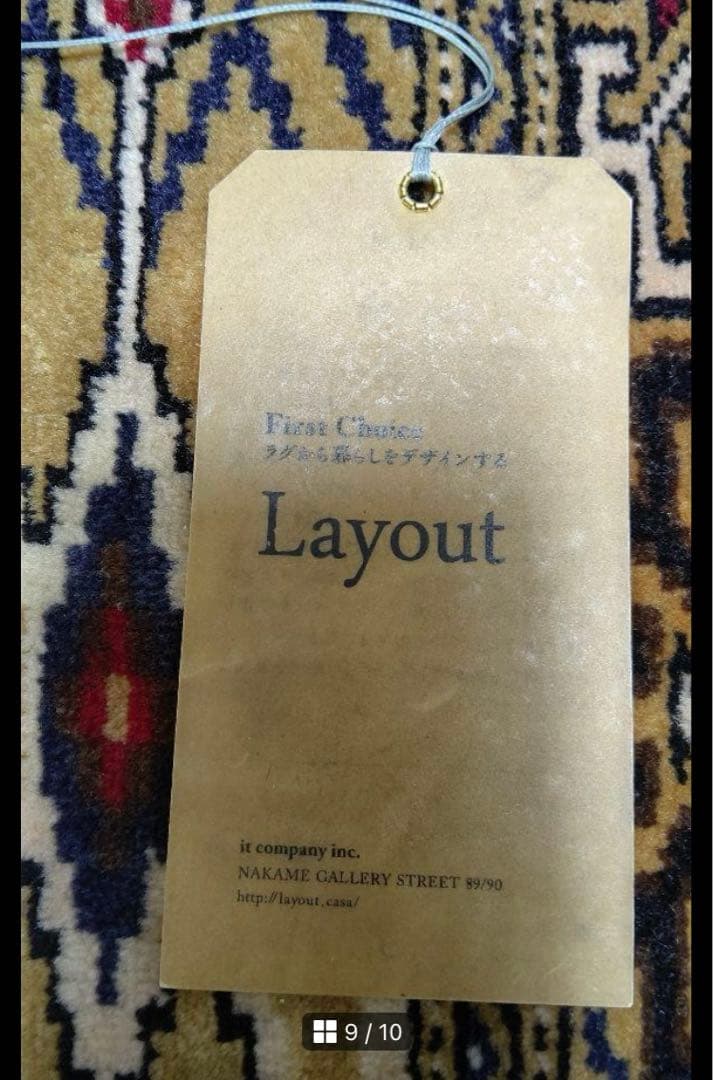 First Choice
ラグから暮らしをデザインする
Layout
it company inc.
NAKAME GALLERY STREET 89/90
http://layout.casa/
9 / 10